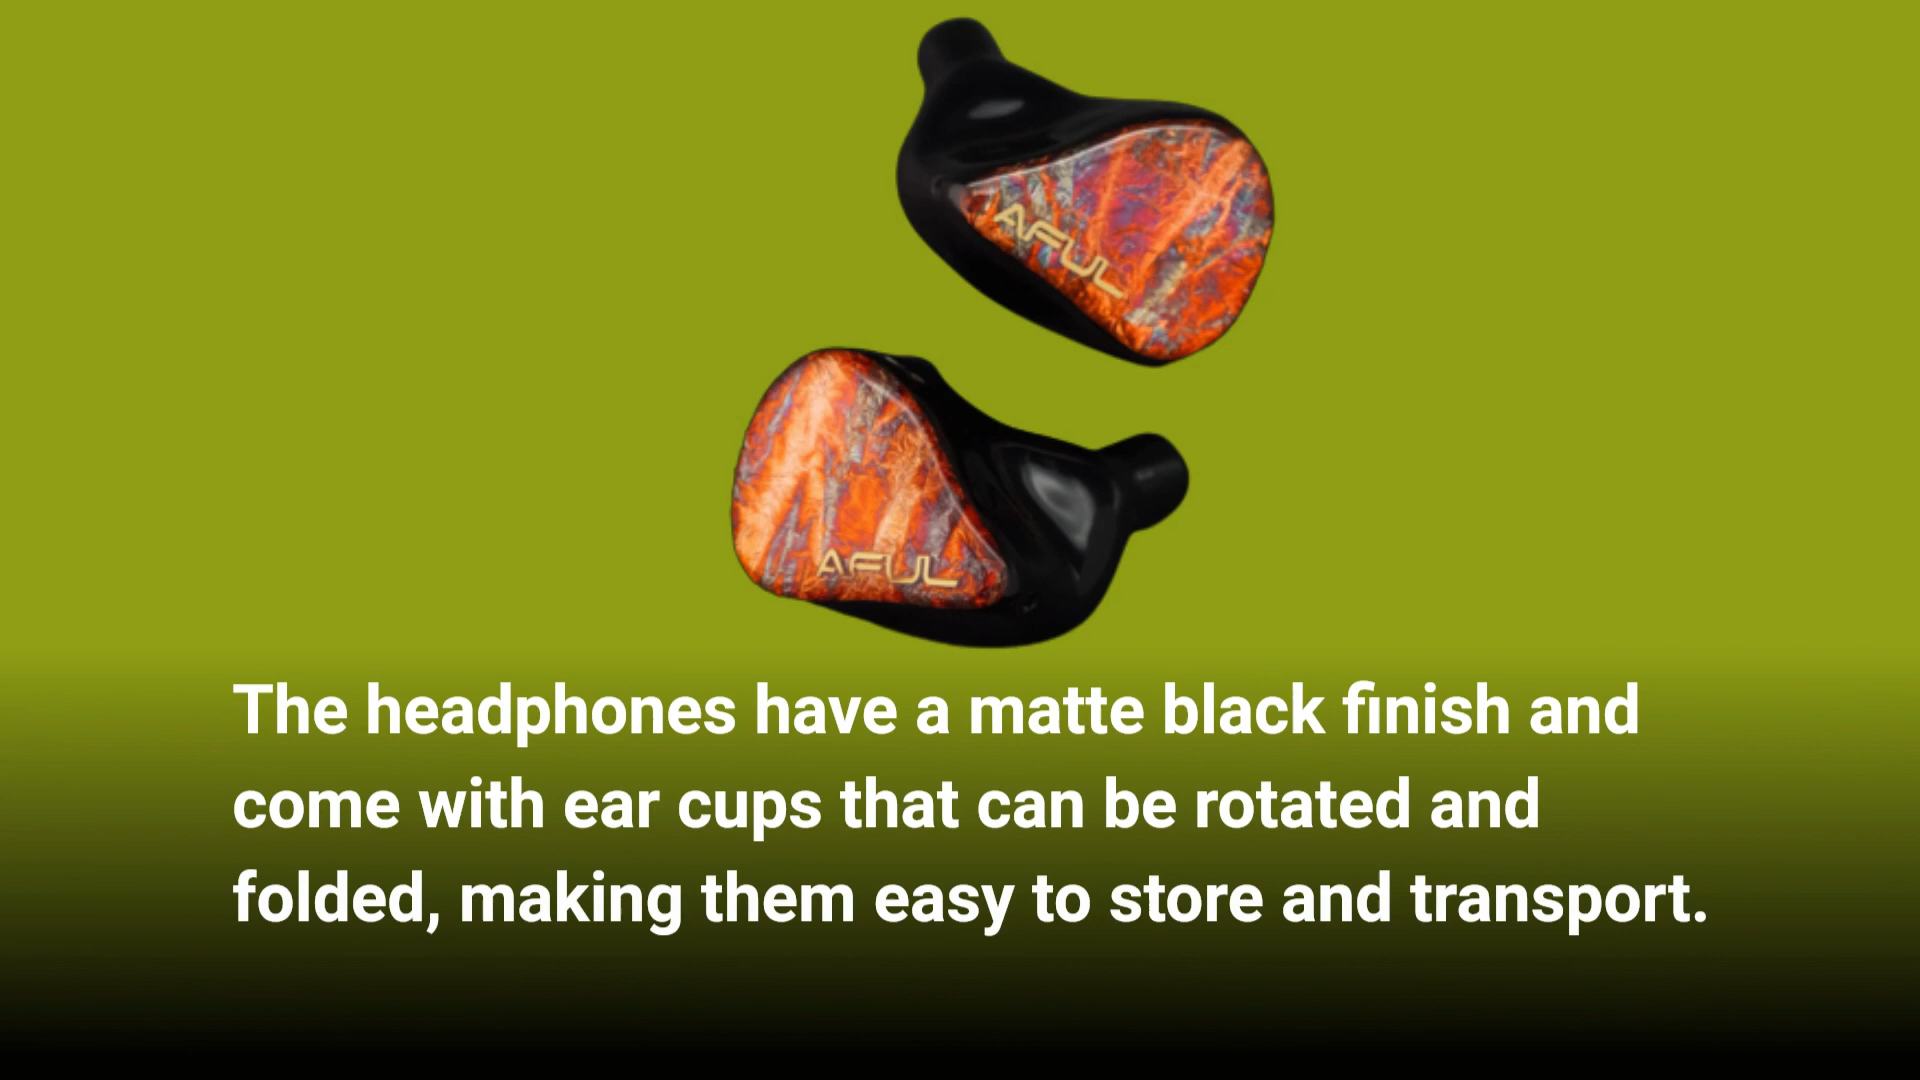 AFUL
AFUL
The headphones have a matte black finish and
come with ear cups that can be rotated and
folded, making them easy to store and transport.